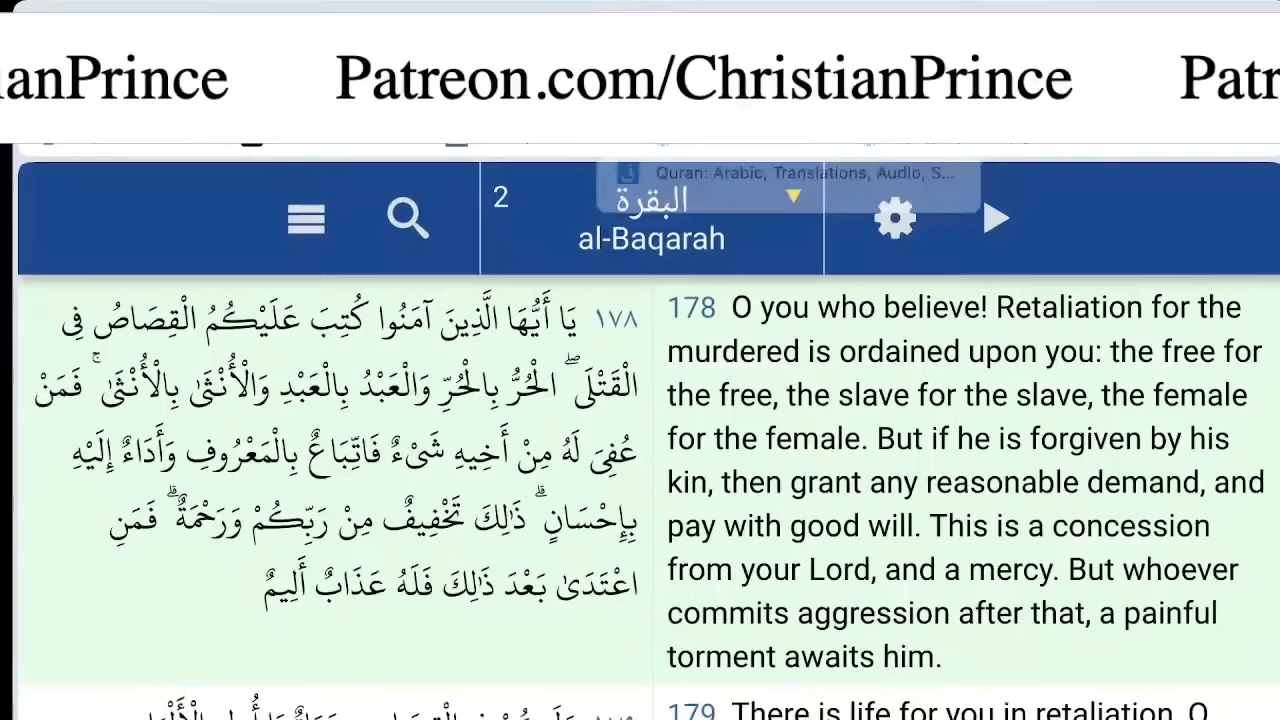 ianPrince Patreon.com/ChristianPrince Patr
Quran: Arabic, Translations, Audio, S...
2
البقرة
al-Baqarah
١٧٨ يَا أَيُّهَا الَّذِينَ آمَنُوا كُتِبَ عَلَيْكُمُ الْقِصَاصُ فِى
الْقَتْلَى ۖ الْحُرُّ بِالْحُرِّ وَالْعَبْدُ بِالْعَبْدِ وَالْأُنْثَىٰ بِالْأُنْثَىٰ ۚ فَمَنْ
عُفِىَ لَهُ مِنْ أَخِيهِ شَىْءٌ فَاتِّبَاعٌ بِالْمَعْرُوفِ وَأَدَاءٌ إِلَيْهِ
بِإِحْسَانٍ ۗ ذَٰلِكَ تَخْفِيفٌ مِنْ رَبِّكُمْ وَرَحْمَةٌ ۗ فَمَنِ
اعْتَدَىٰ بَعْدَ ذَٰلِكَ فَلَهُ عَذَابٌ أَلِيمٌ
178 O you who believe! Retaliation for the
murdered is ordained upon you: the free for
the free, the slave for the slave, the female
for the female. But if he is forgiven by his
kin, then grant any reasonable demand, and
pay with good will. This is a concession
from your Lord, and a mercy. But whoever
commits aggression after that, a painful
torment awaits him.
179 There is life for you in retaliation, O